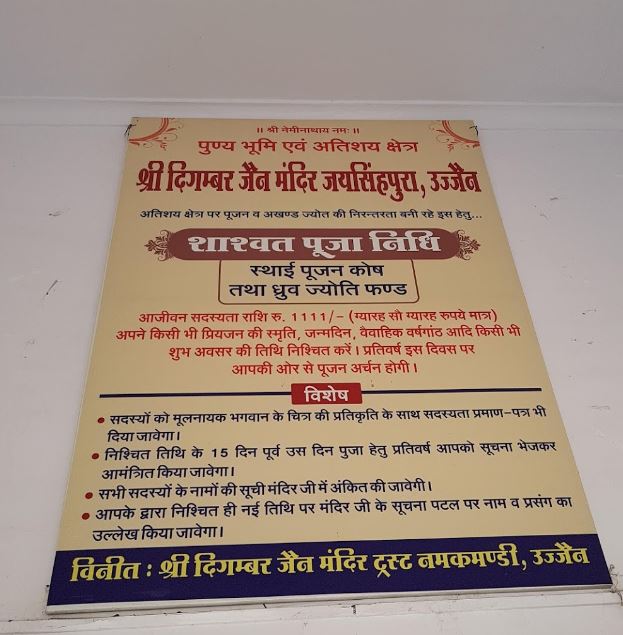 ।। श्री नेमीनाथाय नमः ।।
पुण्य भूमि एवं अतिशय क्षेत्र
श्री दिगम्बर जैन मंदिर जयसिंहपुरा, उज्जैन
अतिशय क्षेत्र पर पूजन व अखण्ड ज्योत की निरन्तरता बनी रहे इस हेतु...
शाश्वत पूजा निधि
स्थाई पूजन कोष
तथा ध्रुव ज्योति फण्ड
आजीवन सदस्यता राशि रु. 1111/- (ग्यारह सौ ग्यारह रुपये मात्र)
अपने किसी भी प्रियजन की स्मृति, जन्मदिन, वैवाहिक वर्षगांठ आदि किसी भी
शुभ अवसर की तिथि निश्चित करें। प्रतिवर्ष इस दिवस पर
आपकी ओर से पूजन अर्चन होगी।
विशेष
• सदस्यों को मूलनायक भगवान के चित्र की प्रतिकृति के साथ सदस्यता प्रमाण-पत्र भी
दिया जावेगा।
• निश्चित तिथि के 15 दिन पूर्व उस दिन पुजा हेतु प्रतिवर्ष आपको सूचना भेजकर
आमंत्रित किया जावेगा।
• सभी सदस्यों के नामों की सूची मंदिर जी में अंकित की जावेगी।
• आपके द्वारा निश्चित ही नई तिथि पर मंदिर जी के सूचना पटल पर नाम व प्रसंग का
उल्लेख किया जावेगा।
विनीत : श्री दिगम्बर जैन मंदिर ट्रस्ट नमकमण्डी, उज्जैन